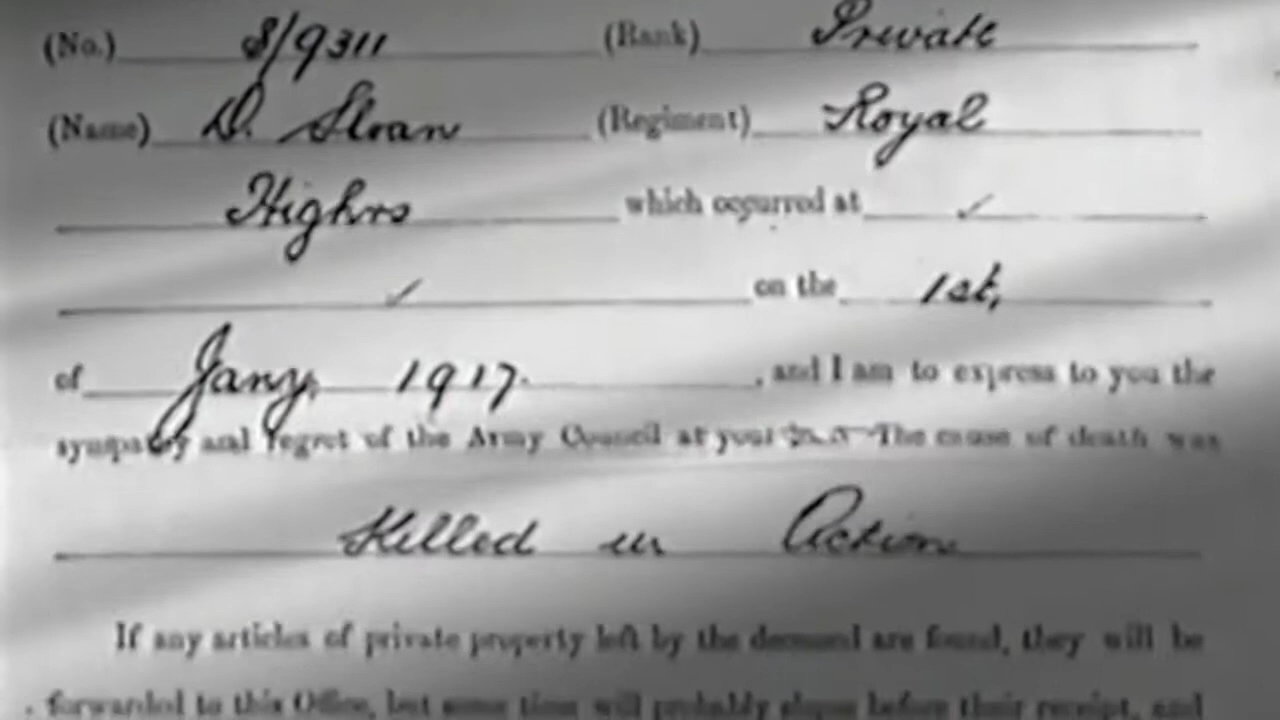 (No.) S/9311 (Rank) Private
(Name) D. Sloan (Regiment) Royal
Highrs which occurred at ✓
✓ on the 1st,
of Jany. 1917. , and I am to express to you the
sympathy and regret of the Army Council at your The cause of death was
Killed in Action
If any articles of private property left by the are found, they will be
forwarded to this Office, but some time will probably elapse before their receipt, and